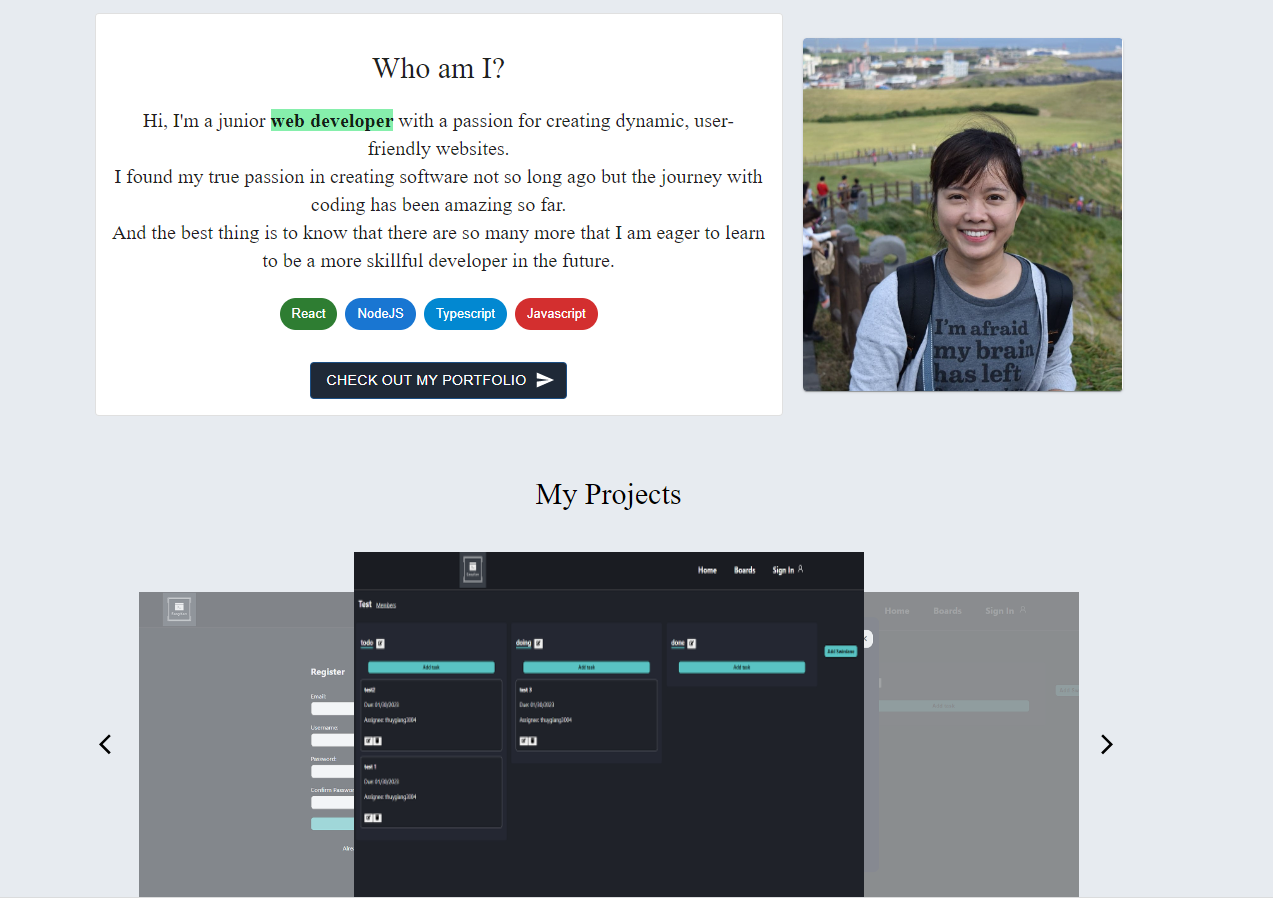 Who am I?
Hi, I'm a junior web developer with a passion for creating dynamic, user-
friendly websites.
I found my true passion in creating software not so long ago but the journey with
coding has been amazing so far.
And the best thing is to know that there are so many more that I am eager to learn
to be a more skillful developer in the future.
React NodeJS Typescript Javascript
CHECK OUT MY PORTFOLIO
I'm afraid
my brain
has left
My Projects
Home Boards Sign In
Test Members
todo doing done
Add task Add task Add task
test2
Due: 01/30/2023
Assignee: thuygiang3004
test 3
Due: 01/30/2023
Assignee: thuygiang3004
test 1
Due: 01/30/2023
Assignee: thuygiang3004
Register
Email:
Username:
Password:
Confirm Passwor
Home Boards Sign In
Add task